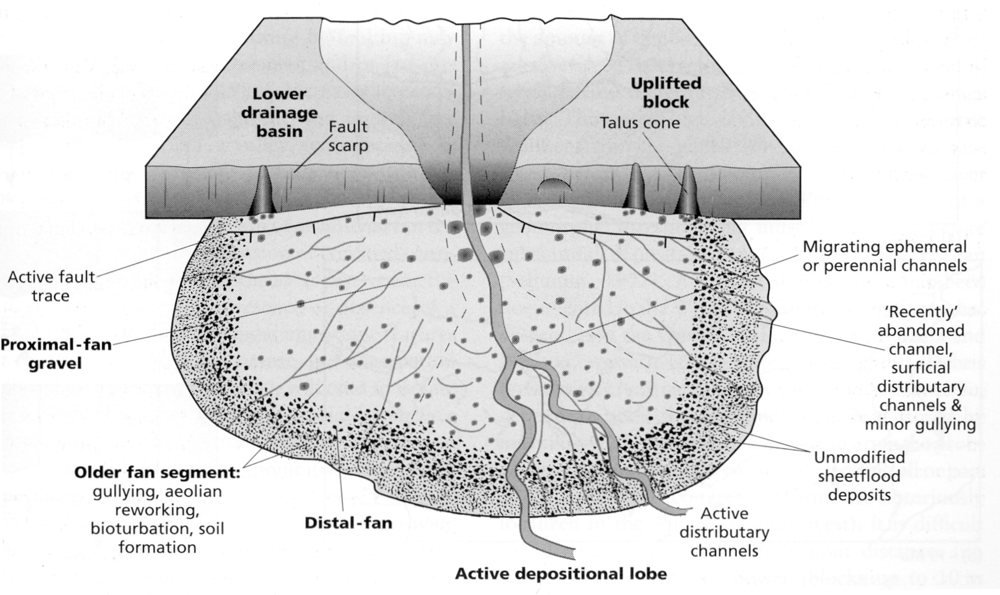 Lower
drainage
basin
Fault
scarp
Uplifted
block
Talus cone
Active fault
trace
Migrating ephemeral
or perennial channels
Proximal-fan
gravel
‘Recently’
abandoned
channel,
surficial
distributary
channels &
minor gullying
Older fan segment:
gullying, aeolian
reworking,
bioturbation, soil
formation
Distal-fan
Unmodified
sheetflood
deposits
Active
distributary
channels
Active depositional lobe